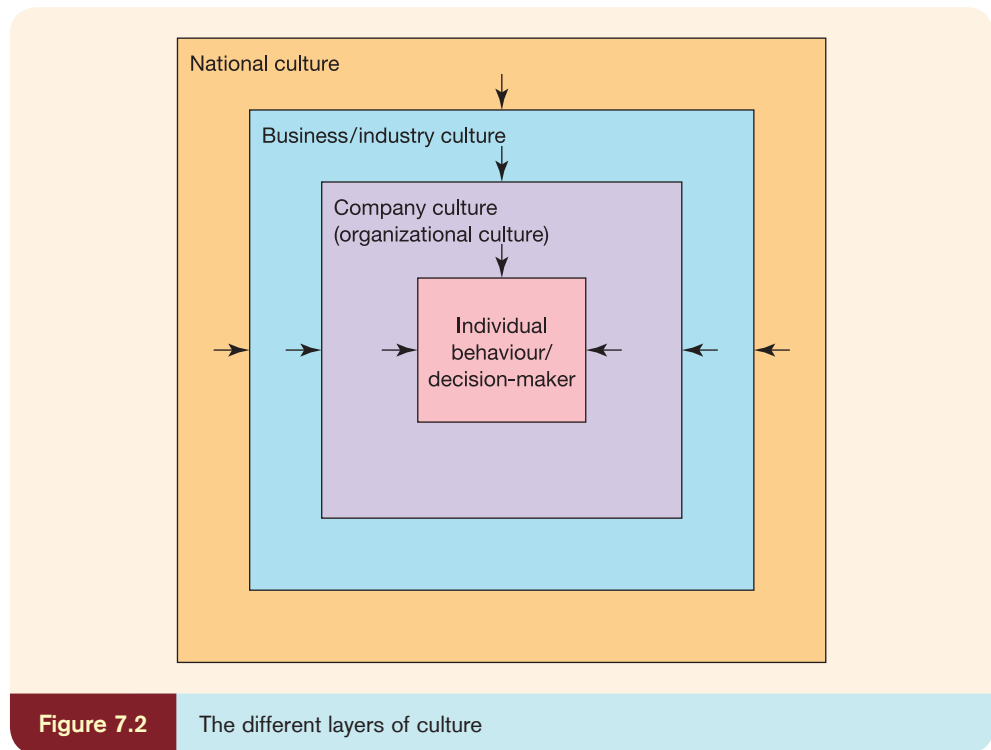 National culture
Business/industry culture
Company culture
(organizational culture)
Individual
behaviour/
decision-maker
Figure 7.2
The different layers of culture